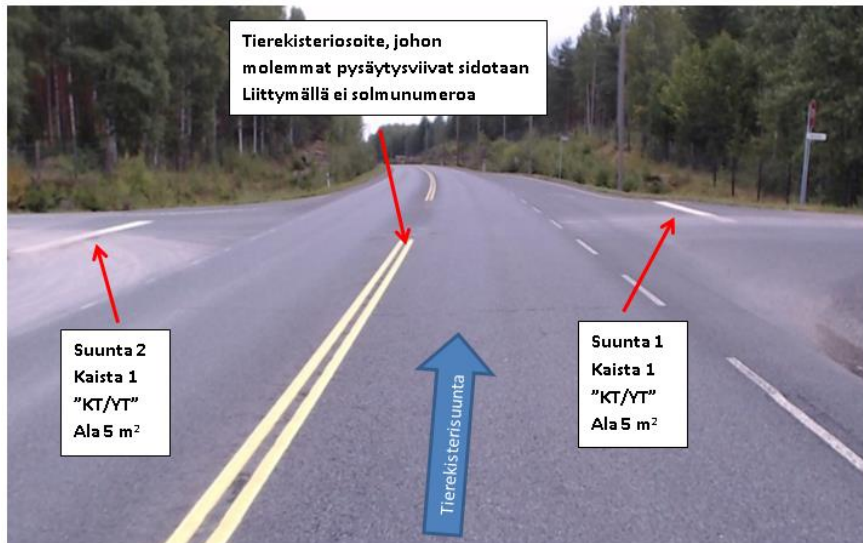 Tierekisteriosoite, johon
molemmat pysäytysviivat sidotaan
Liittymällä ei solmunumeroa
Suunta 2
Kaista 1
”KT/YT”
Ala 5 m²
Suunta 1
Kaista 1
”KT/YT”
Ala 5 m²
Tierekisterisuunta